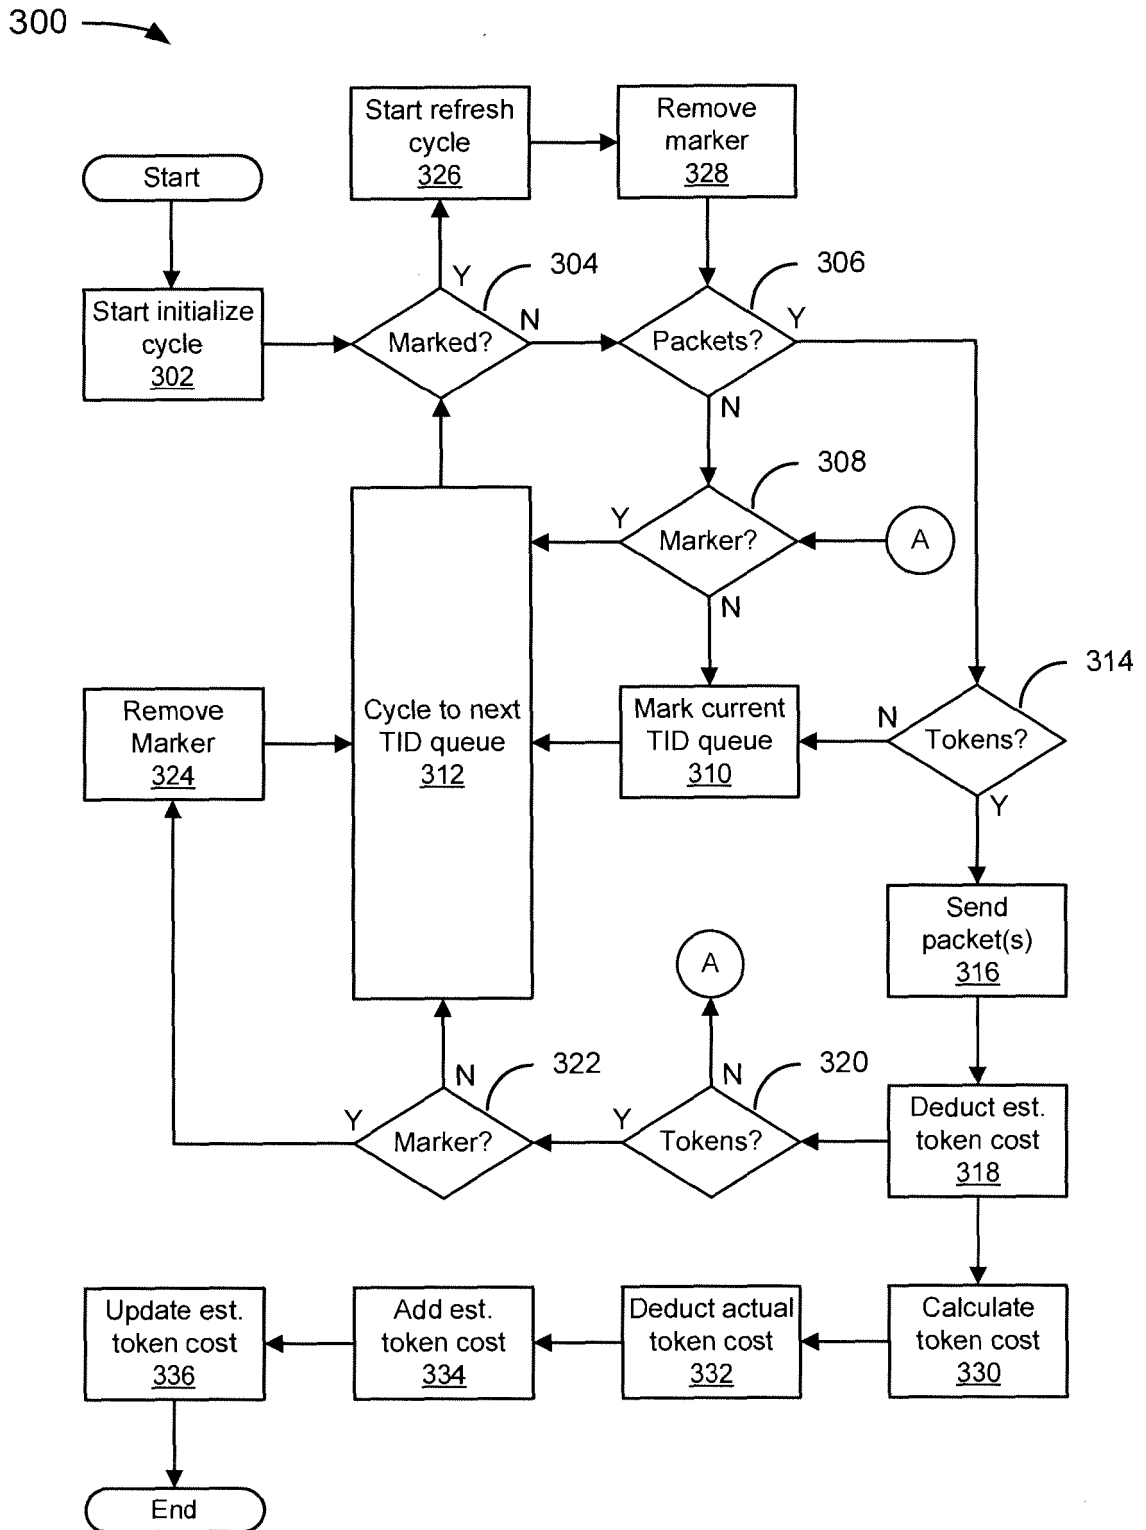 300
Start refresh
cycle
326
Remove
marker
328
Start
304
306
Y
N
Y
Start initialize
cycle
302
Marked?
Packets?
N
308
Y
Marker?
A
N
314
Remove
Marker
324
Cycle to next
TID queue
312
Mark current
TID queue
310
N
Tokens?
Y
Send
packet(s)
316
A
322
320
N
N
Y
Marker?
Y
Tokens?
Deduct est.
token cost
318
Update est.
token cost
336
Add est.
token cost
334
Deduct actual
token cost
332
Calculate
token cost
330
End